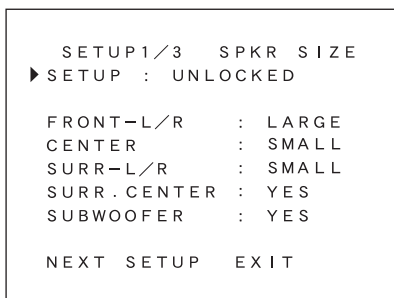 SETUP1/3 SPKR SIZE
SETUP : UNLOCKED
FRONT-L/R : LARGE
CENTER : SMALL
SURR-L/R : SMALL
SURR.CENTER : YES
SUBWOOFER : YES
NEXT SETUP EXIT